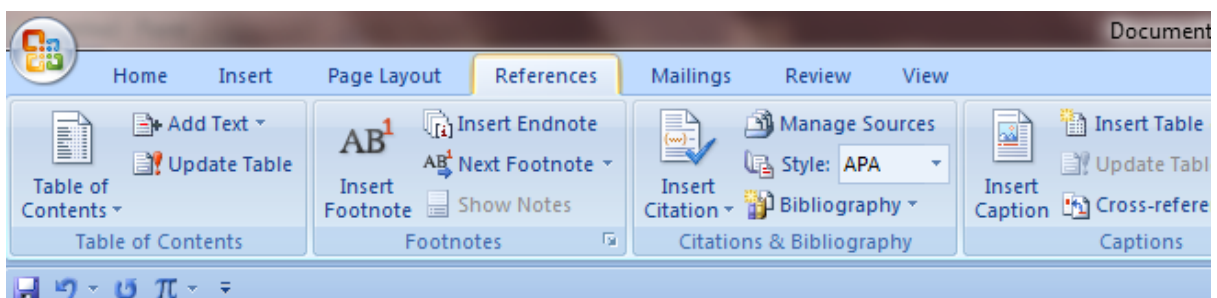 Document
Home Insert Page Layout References Mailings Review View
Table of
Contents
Add Text
Update Table
Table of Contents
AB1
Insert
Footnote
Insert Endnote
AB1 Next Footnote
Show Notes
Footnotes
Insert
Citation
Manage Sources
Style: APA
Bibliography
Citations & Bibliography
Insert
Caption
Insert Table
Update Tabl
Cross-refere
Captions
π